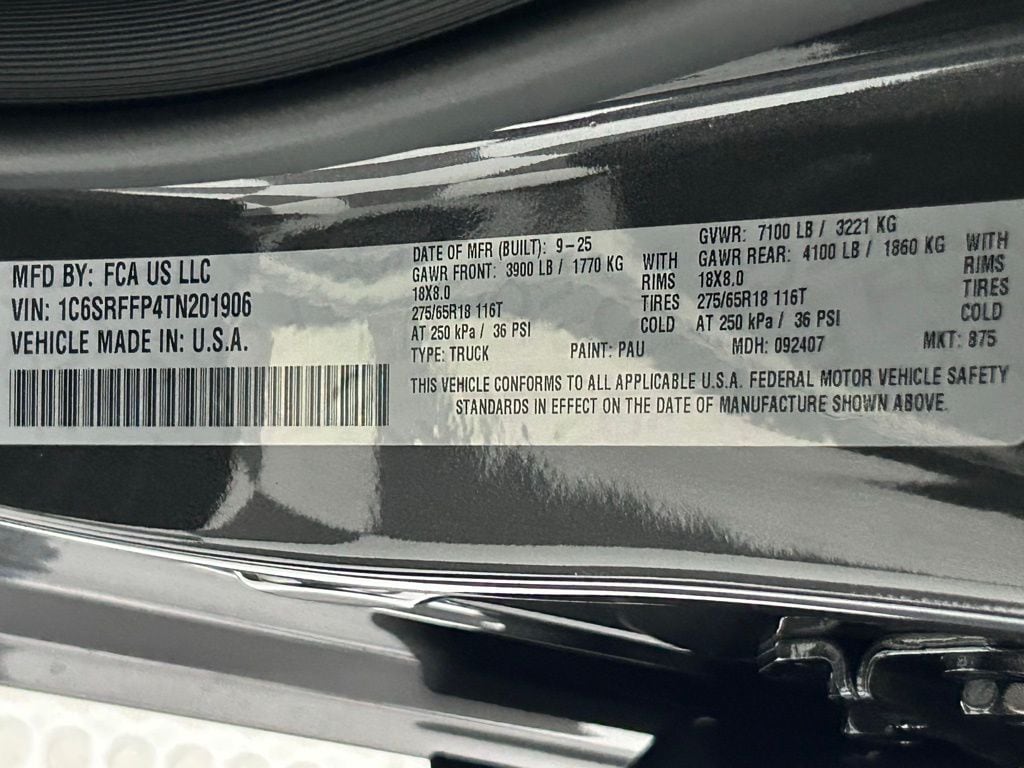 MFD BY: FCA US LLC
VIN: 1C6SRFFP4TN201906
VEHICLE MADE IN: U.S.A.
DATE OF MFR (BUILT): 9-25
GAWR FRONT: 3900 LB / 1770 KG WITH
18X8.0 RIMS
275/65R18 116T TIRES
AT 250 kPa / 36 PSI COLD
GVWR: 7100 LB / 3221 KG
GAWR REAR: 4100 LB / 1860 KG WITH
18X8.0 RIMS
275/65R18 116T TIRES
AT 250 kPa / 36 PSI COLD
TYPE: TRUCK PAINT: PAU MDH: 092407 MKT: 875
THIS VEHICLE CONFORMS TO ALL APPLICABLE U.S.A. FEDERAL MOTOR VEHICLE SAFETY
STANDARDS IN EFFECT ON THE DATE OF MANUFACTURE SHOWN ABOVE.